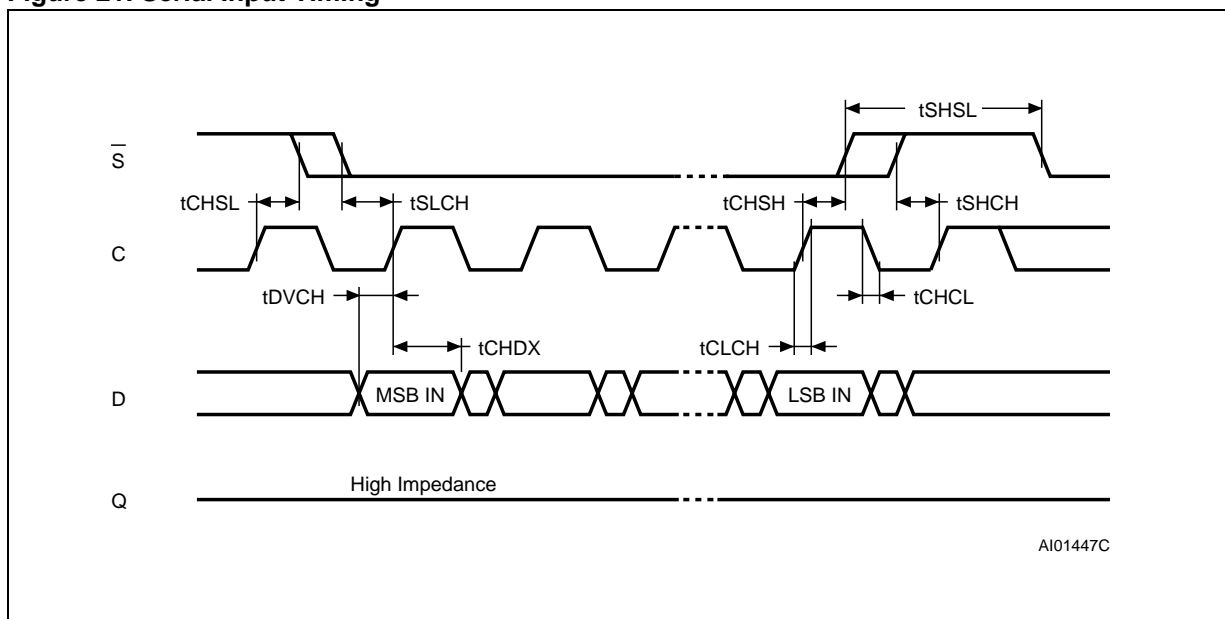 Figure 21. Serial Input Timing
tSHSL
S
tCHSL
tSLCH
tCHSH
tSHCH
C
tDVCH
tCHCL
tCHDX
tCLCH
D
MSB IN
LSB IN
High Impedance
Q
AI01447C